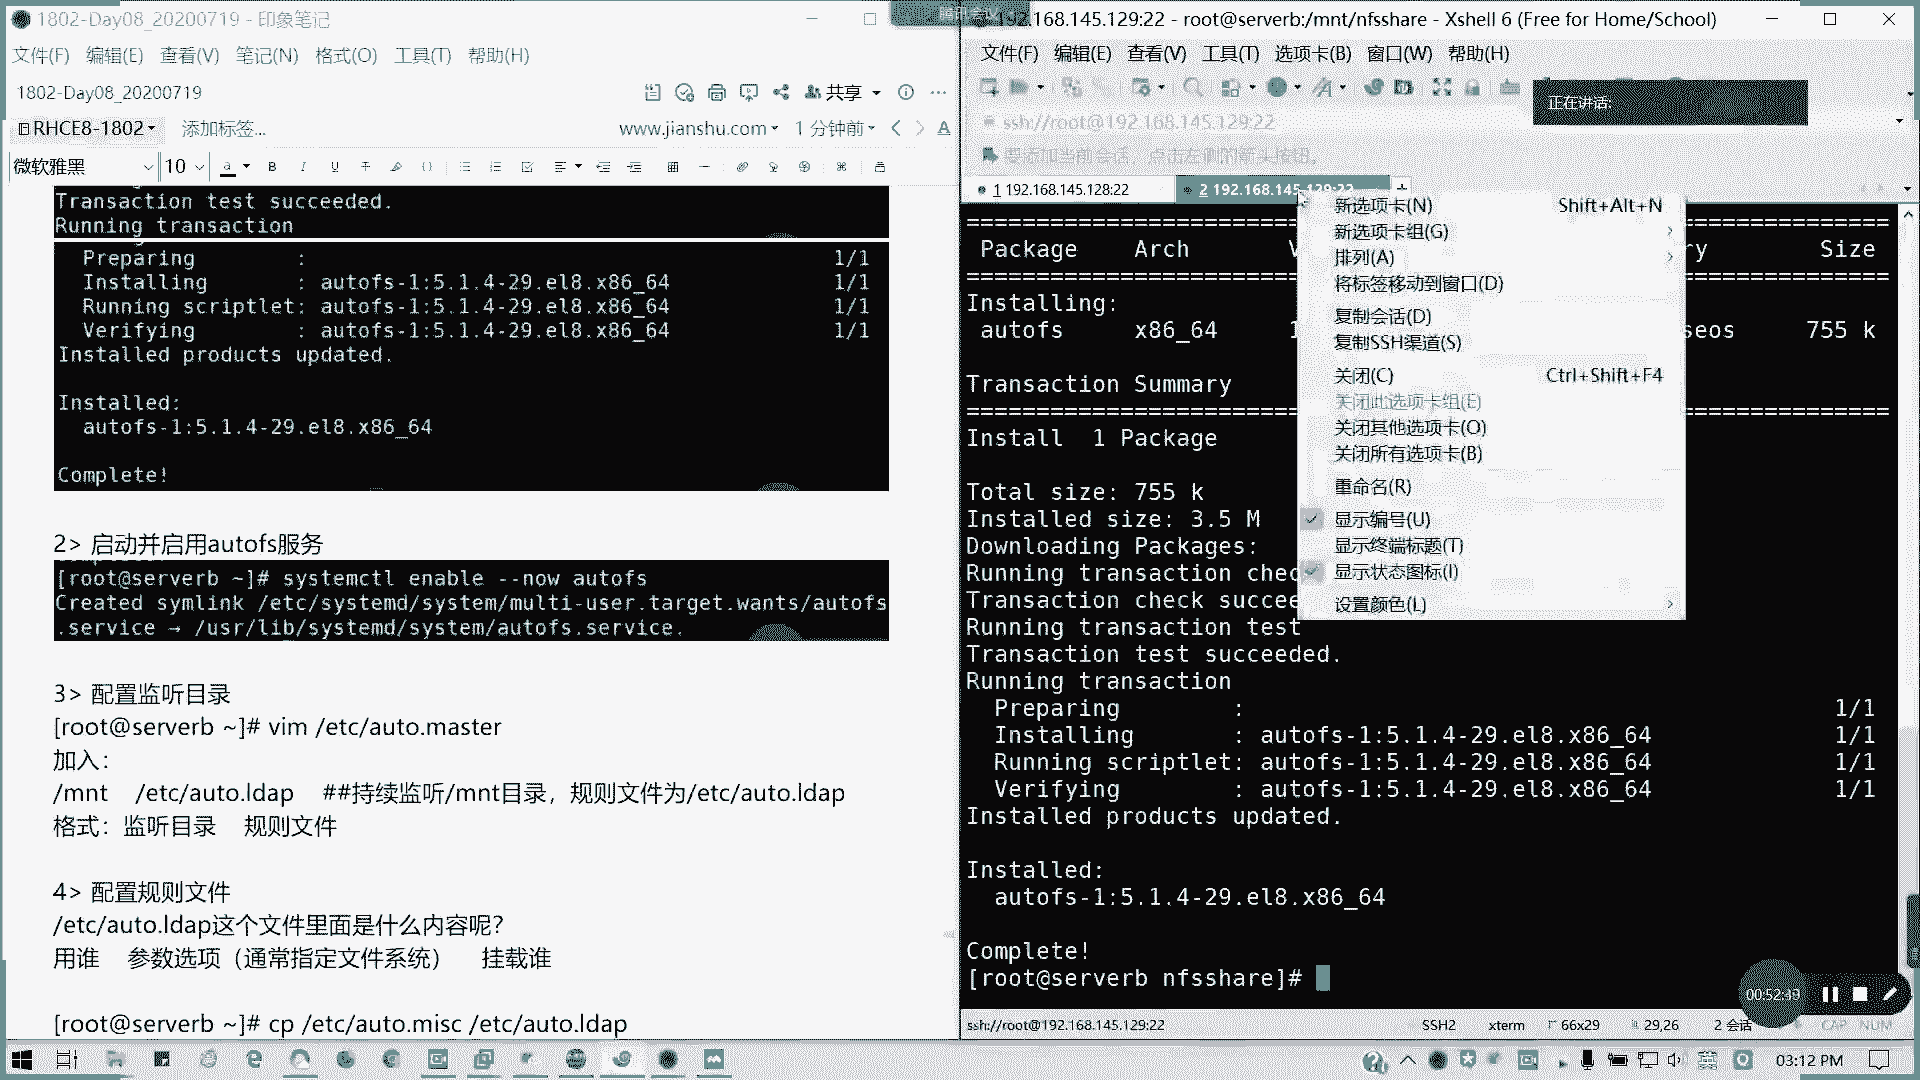 1802-Day08_20200719 - 印象笔记
文件(F) 编辑(E) 查看(V) 笔记(N) 格式(O) 工具(T) 帮助(H)
1802-Day08_20200719
共享
RHCE8-1802
添加标签...
www.jianshu.com
1 分钟前
微软雅黑
10
Transaction test succeeded.
Running transaction
Preparing : 1/1
Installing : autofs-1:5.1.4-29.el8.x86_64 1/1
Running scriptlet: autofs-1:5.1.4-29.el8.x86_64 1/1
Verifying : autofs-1:5.1.4-29.el8.x86_64 1/1
Installed products updated.
Installed:
autofs-1:5.1.4-29.el8.x86_64
Complete!
2> 启动并启用autofs服务
[root@serverb ~]# systemctl enable --now autofs
Created symlink /etc/systemd/system/multi-user.target.wants/autofs
.service → /usr/lib/systemd/system/autofs.service.
3> 配置监听目录
[root@serverb ~]# vim /etc/auto.master
加入：
/mnt /etc/auto.ldap ##持续监听/mnt目录，规则文件为/etc/auto.ldap
格式：监听目录 规则文件
4> 配置规则文件
/etc/auto.ldap这个文件里面是什么内容呢？
用谁 参数选项（通常指定文件系统） 挂载谁
[root@serverb ~]# cp /etc/auto.misc /etc/auto.ldap
腾讯会议
192.168.145.129:22 - root@serverb:/mnt/nfsshare - Xshell 6 (Free for Home/School)
文件(F) 编辑(E) 查看(V) 工具(T) 选项卡(B) 窗口(W) 帮助(H)
正在讲话:
ssh://root@192.168.145.129:22
要添加当前会话，点击左侧的箭头按钮。
1 192.168.145.128:22
2 192.168.145.129:22
新选项卡(N) Shift+Alt+N
新选项卡组(G)
排列(A)
将标签移动到窗口(D)
复制会话(D)
复制SSH渠道(S)
关闭(C) Ctrl+Shift+F4
关闭此选项卡组(E)
关闭其他选项卡(O)
关闭所有选项卡(B)
重命名(R)
显示编号(U)
显示终端标题(T)
显示状态图标(I)
设置颜色(L)
Package Arch ry Size
Installing:
autofs x86_64 seos 755 k
Transaction Summary
Install 1 Package
Total size: 755 k
Installed size: 3.5 M
Downloading Packages:
Running transaction chec
Transaction check succee
Running transaction test
Transaction test succeeded.
Running transaction
Preparing : 1/1
Installing : autofs-1:5.1.4-29.el8.x86_64 1/1
Running scriptlet: autofs-1:5.1.4-29.el8.x86_64 1/1
Verifying : autofs-1:5.1.4-29.el8.x86_64 1/1
Installed products updated.
Installed:
autofs-1:5.1.4-29.el8.x86_64
Complete!
[root@serverb nfsshare]#
00:52:49
ssh://root@192.168.145.129:22 SSH2 xterm 66x29 29,26 2 会话 CAP NUM
英
03:12 PM